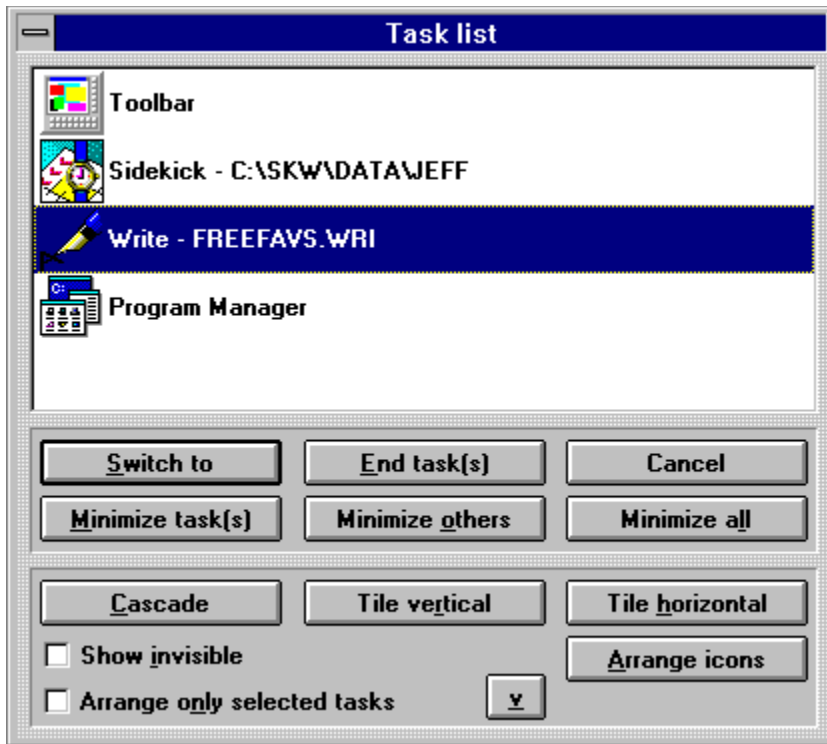 Task list
Toolbar
Sidekick - C:\SKW\DATA\JEFF
Write - FREEFAVS.WRI
C:
Program Manager
Switch to End task(s) Cancel
Minimize task(s) Minimize others Minimize all
Cascade Tile vertical Tile horizontal
Show invisible Arrange icons
Arrange only selected tasks v